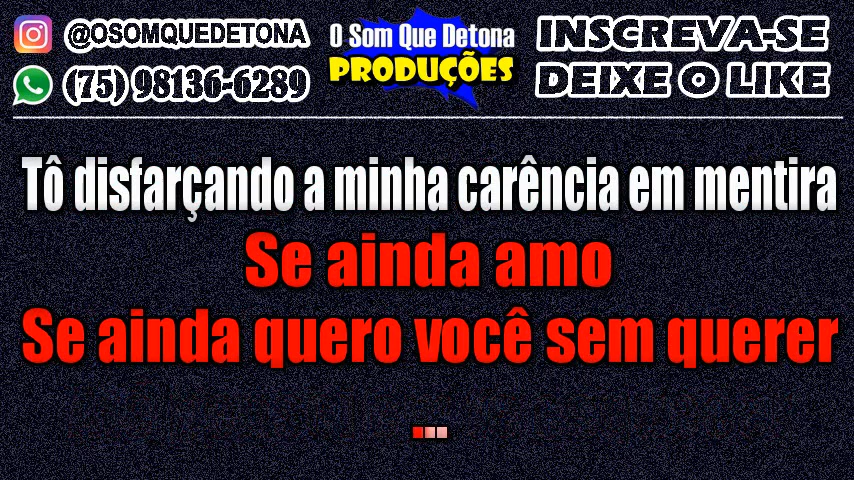 @OSOMQUEDETONA
(75) 98136-6289
O Som Que Detona
PRODUÇÕES
INSCREVA-SE
DEIXE O LIKE
Tô disfarçando a minha carência em mentira
Se ainda amo
Se ainda quero você sem querer